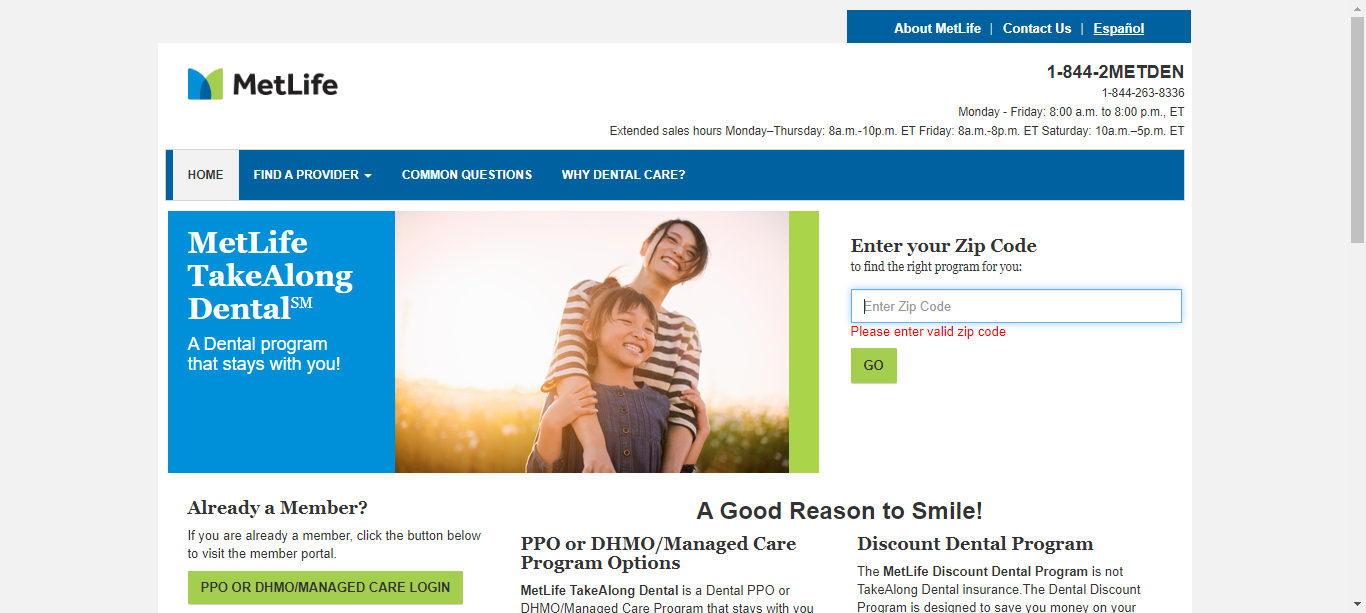 About MetLife | Contact Us | Español
MetLife
1-844-2METDEN
1-844-263-8336
Monday - Friday: 8:00 a.m. to 8:00 p.m., ET
Extended sales hours Monday–Thursday: 8a.m.-10p.m. ET Friday: 8a.m.-8p.m. ET Saturday: 10a.m.–5p.m. ET
HOME FIND A PROVIDER COMMON QUESTIONS WHY DENTAL CARE?
MetLife
TakeAlong
Dental℠
A Dental program
that stays with you!
Enter your Zip Code
to find the right program for you:
Enter Zip Code
Please enter valid zip code
GO
Already a Member?
If you are already a member, click the button below
to visit the member portal.
PPO OR DHMO/MANAGED CARE LOGIN
A Good Reason to Smile!
PPO or DHMO/Managed Care
Program Options
MetLife TakeAlong Dental is a Dental PPO or
DHMO/Managed Care Program that stays with you
Discount Dental Program
The MetLife Discount Dental Program is not
TakeAlong Dental insurance.The Dental Discount
Program is designed to save you money on your